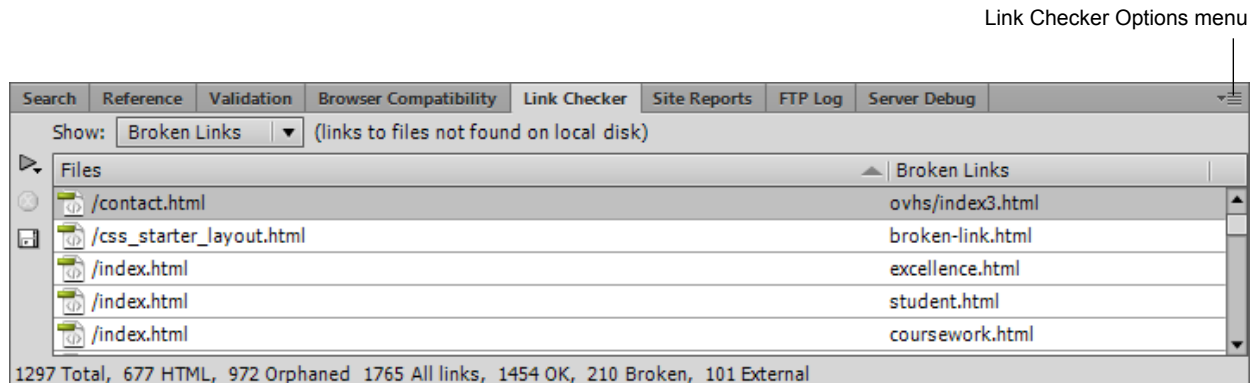 Link Checker Options menu
Search Reference Validation Browser Compatibility Link Checker Site Reports FTP Log Server Debug
Show: Broken Links (links to files not found on local disk)
Files Broken Links
/contact.html ovhs/index3.html
/css_starter_layout.html broken-link.html
/index.html excellence.html
/index.html student.html
/index.html coursework.html
1297 Total, 677 HTML, 972 Orphaned 1765 All links, 1454 OK, 210 Broken, 101 External